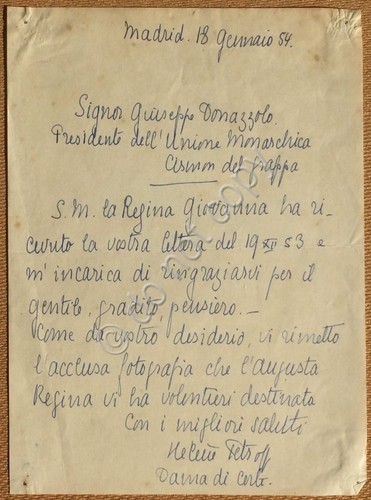 Madrid. 18 Gennaio 54.
Signor Giuseppe Donazzolo.
Presidente dell'Unione Monarchica
Cismon del Grappa
S. M. la Regina Giovanna ha ri-
cevuto la vostra lettera del 19 XII 53 e
m'incarica di ringraziarvi per il
gentile, gradito, pensiero. —
Come da vostro desiderio, vi rimetto
l'acclusa fotografia che l'augusta
Regina vi ha volentieri destinata
Con i migliori saluti
Helene Petroff
Dama di Corte.